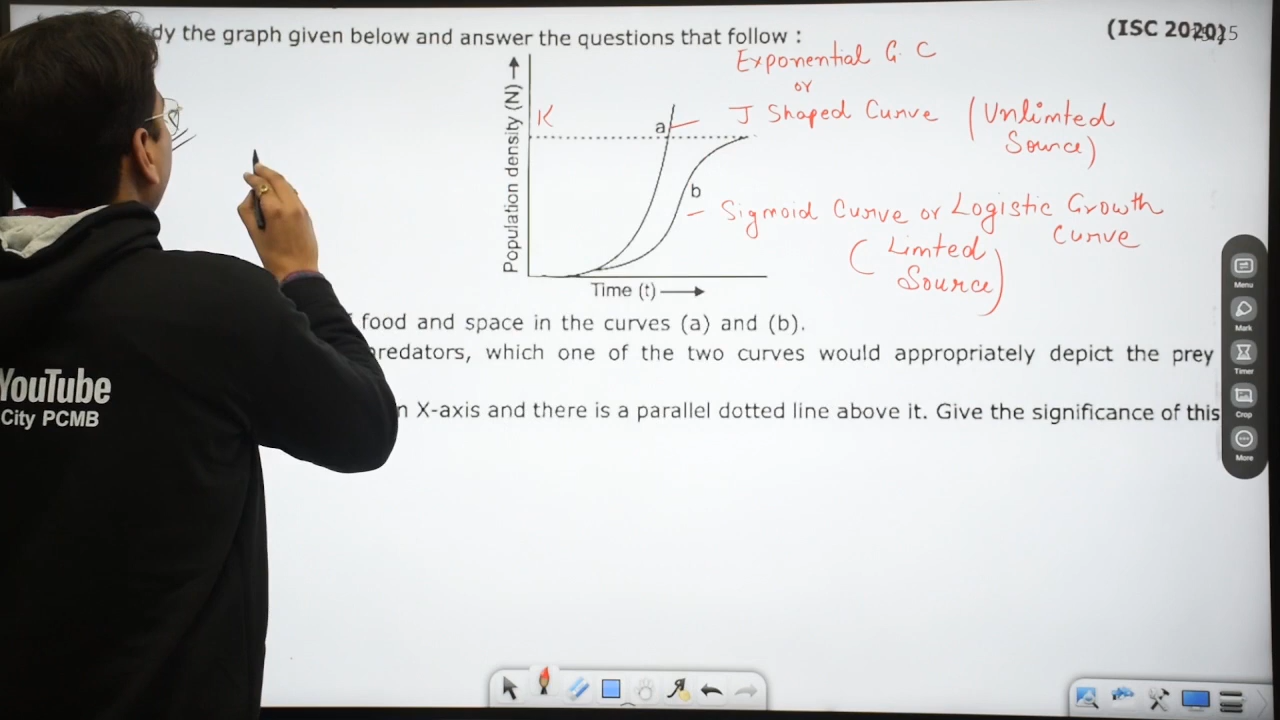 dy the graph given below and answer the questions that follow :
(ISC 2020)
Exponential G. C
or
J Shaped Curve (Unlimted
Source)
K
a
b
Sigmoid Curve or Logistic Growth
Curve
(Limted
Source)
Population density (N)
Time (t)
food and space in the curves (a) and (b).
redators, which one of the two curves would appropriately depict the prey
n X-axis and there is a parallel dotted line above it. Give the significance of this
YouTube
City PCMB
Menu
Mark
Timer
Crop
More